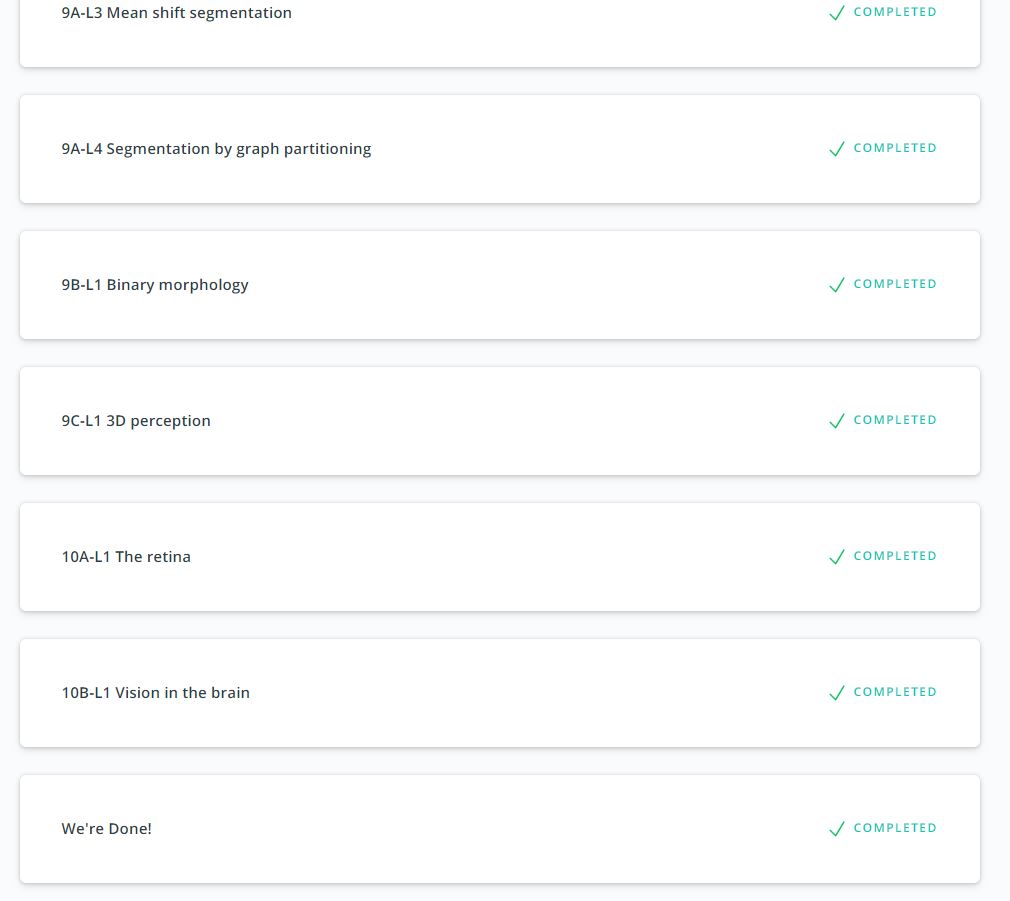 9A-L3 Mean shift segmentation COMPLETED
9A-L4 Segmentation by graph partitioning COMPLETED
9B-L1 Binary morphology COMPLETED
9C-L1 3D perception COMPLETED
10A-L1 The retina COMPLETED
10B-L1 Vision in the brain COMPLETED
We're Done! COMPLETED